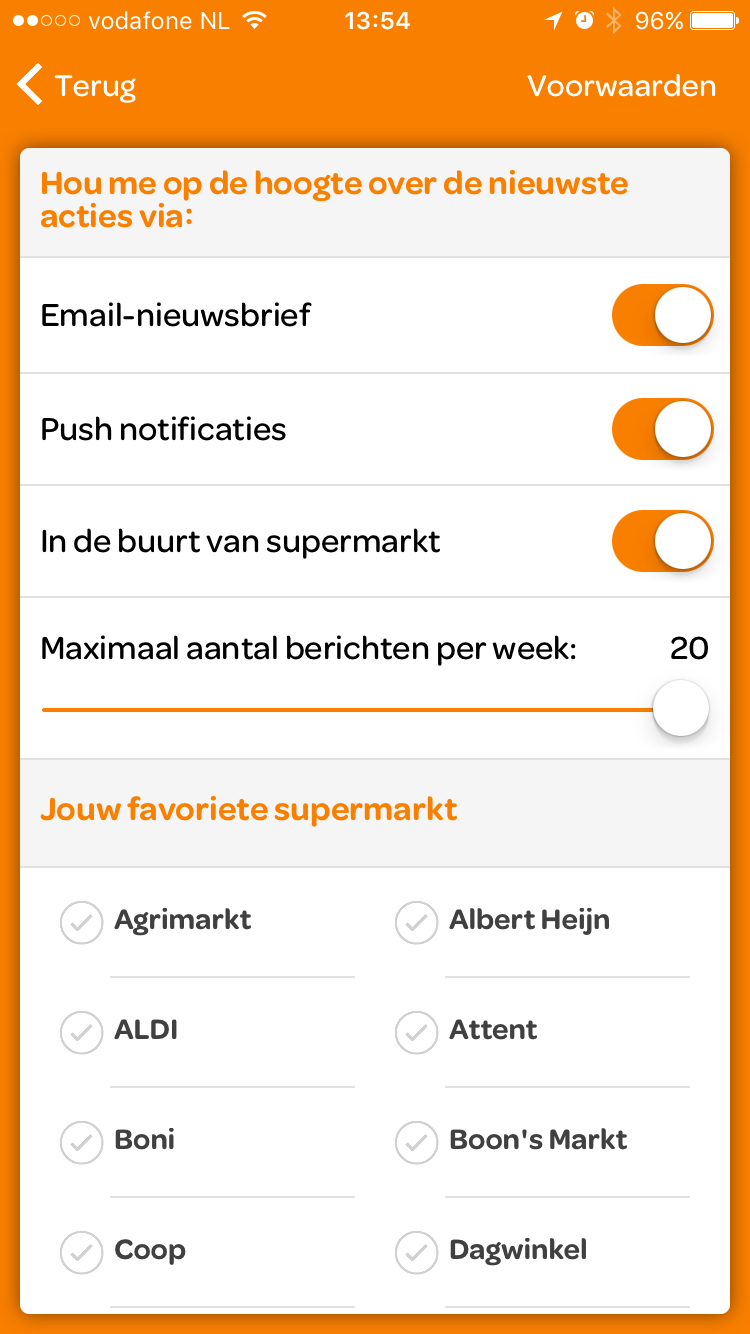 vodafone NL 13:54 96%
Terug Voorwaarden
Hou me op de hoogte over de nieuwste
acties via:
Email-nieuwsbrief
Push notificaties
In de buurt van supermarkt
Maximaal aantal berichten per week: 20
Jouw favoriete supermarkt
Agrimarkt Albert Heijn
ALDI Attent
Boni Boon's Markt
Coop Dagwinkel